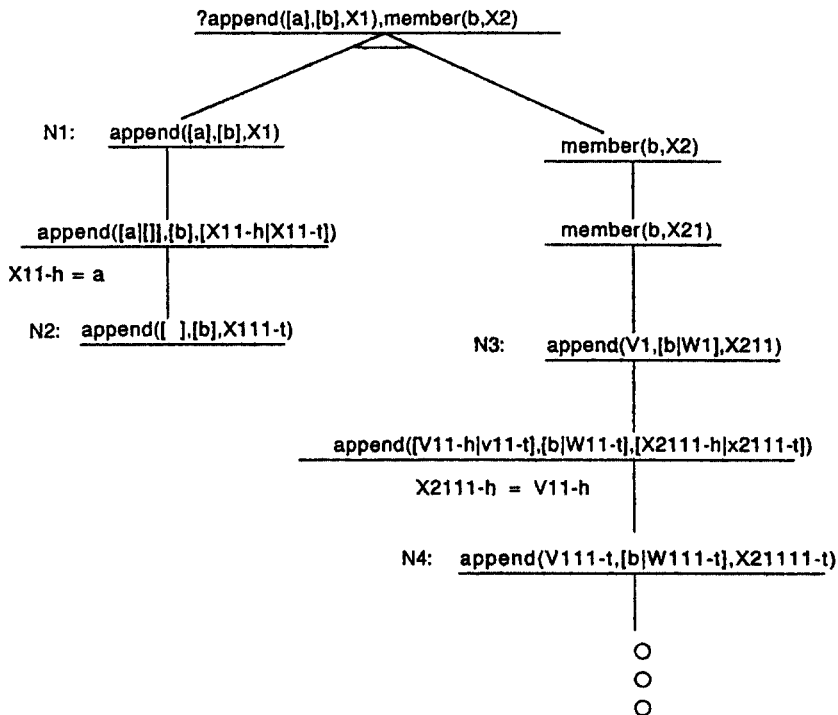 ?append([a],[b],X1),member(b,X2)
N1: append([a],[b],X1)
member(b,X2)
append([a|[]],[b],[X11-h|X11-t])
member(b,X21)
X11-h = a
N2: append([ ],[b],X111-t)
N3: append(V1,[b|W1],X211)
append([V11-h|v11-t],[b|W11-t],[X2111-h|x2111-t])
X2111-h = V11-h
N4: append(V111-t,[b|W111-t],X21111-t)